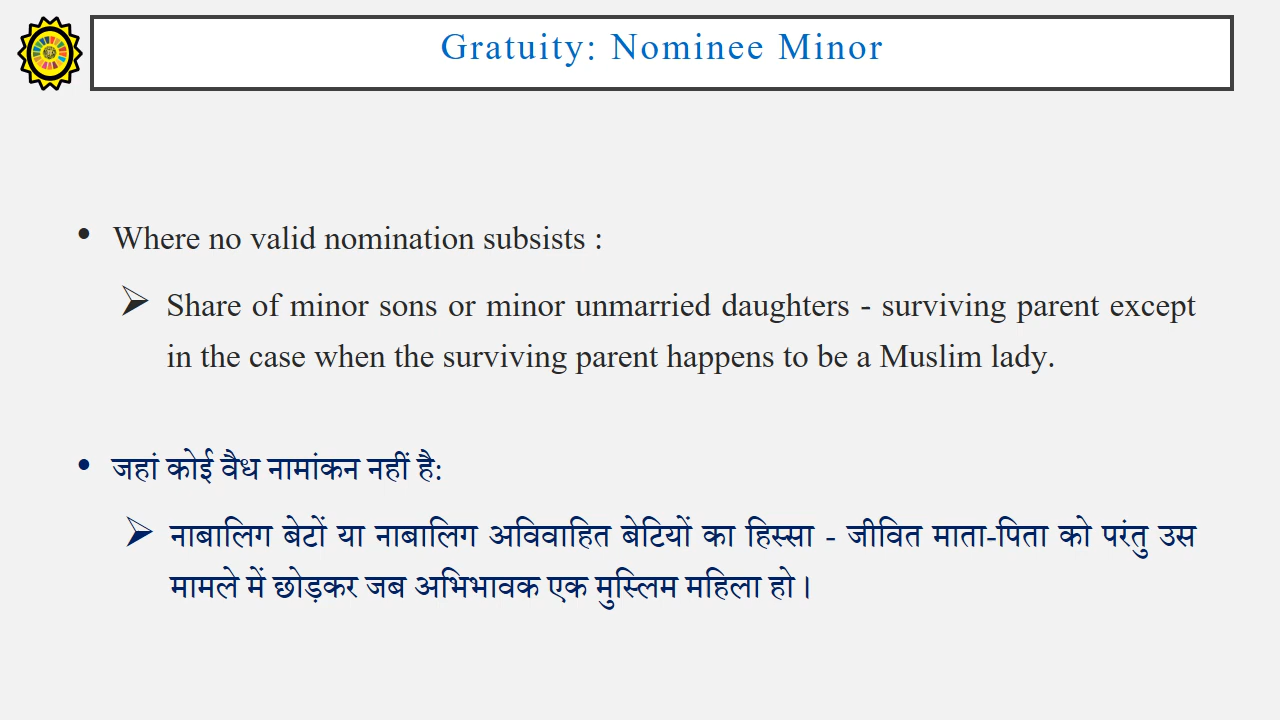 Gratuity: Nominee Minor
• Where no valid nomination subsists :
➢ Share of minor sons or minor unmarried daughters - surviving parent except
in the case when the surviving parent happens to be a Muslim lady.
• जहां कोई वैध नामांकन नहीं है:
➢ नाबालिग बेटों या नाबालिग अविवाहित बेटियों का हिस्सा - जीवित माता-पिता को परंतु उस
मामले में छोड़कर जब अभिभावक एक मुस्लिम महिला हो।